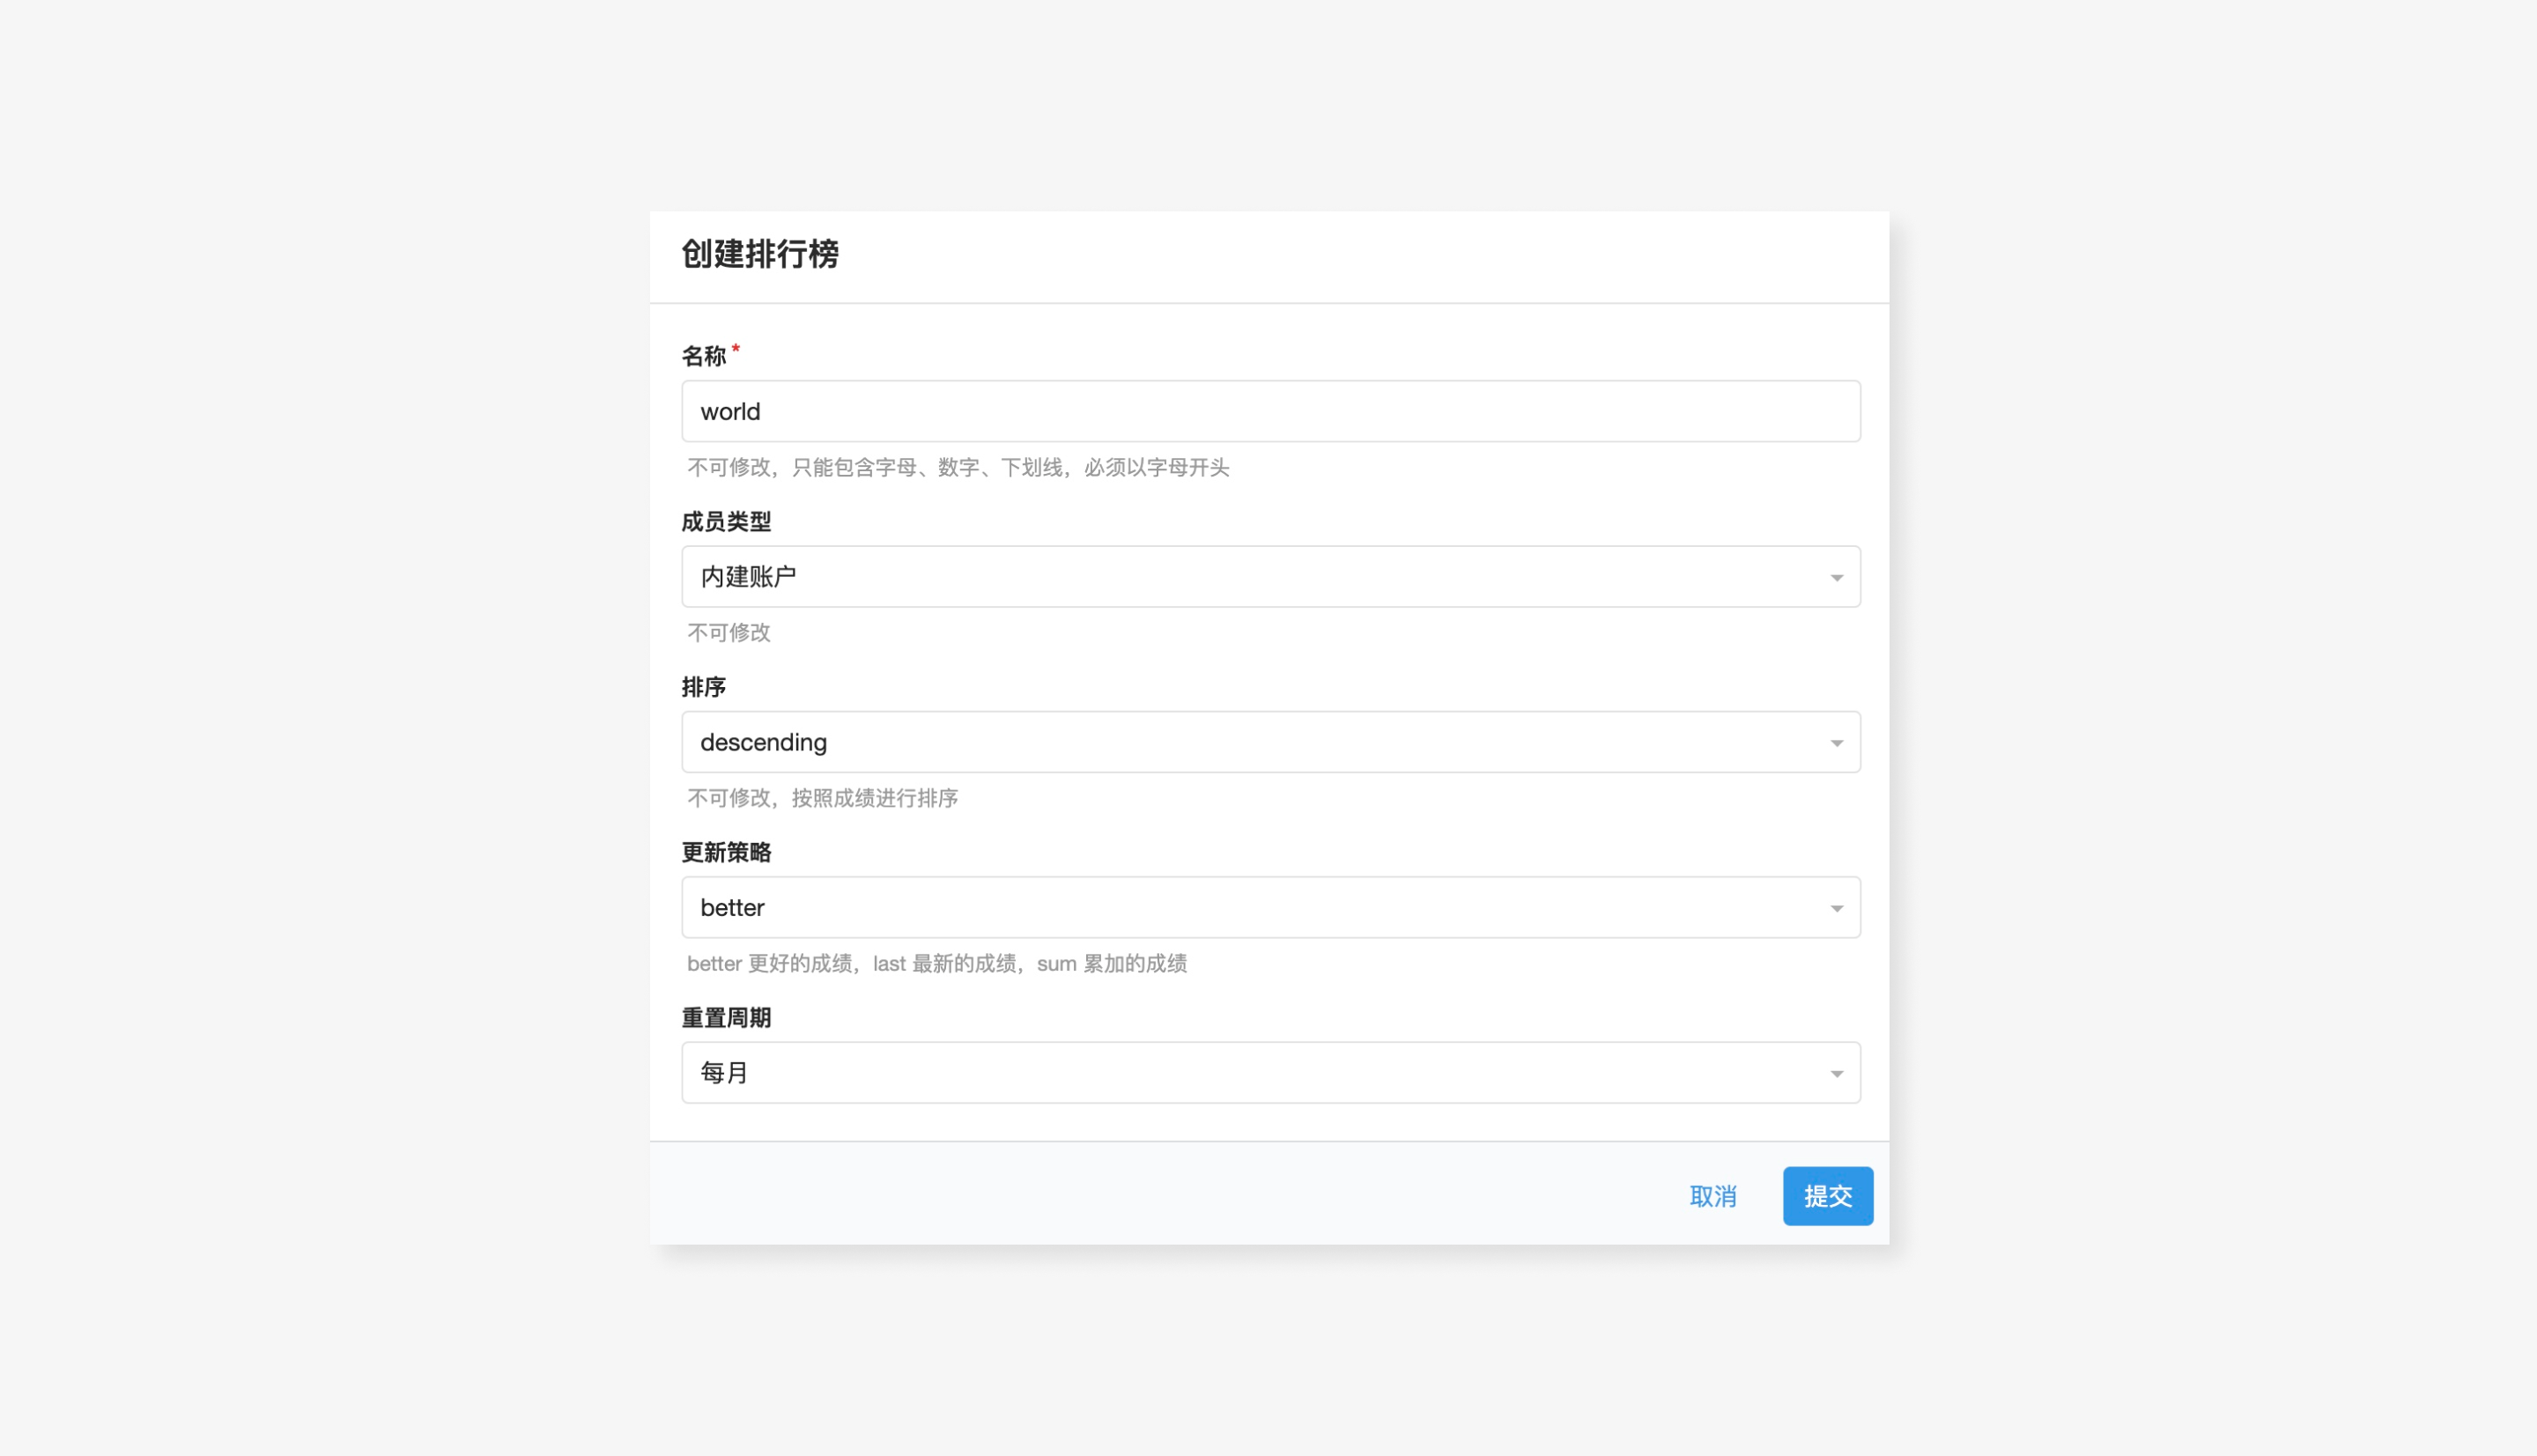 创建排行榜
名称*
world
不可修改，只能包含字母、数字、下划线，必须以字母开头
成员类型
内建账户
不可修改
排序
descending
不可修改，按照成绩进行排序
更新策略
better
better 更好的成绩，last 最新的成绩，sum 累加的成绩
重置周期
每月
取消 提交